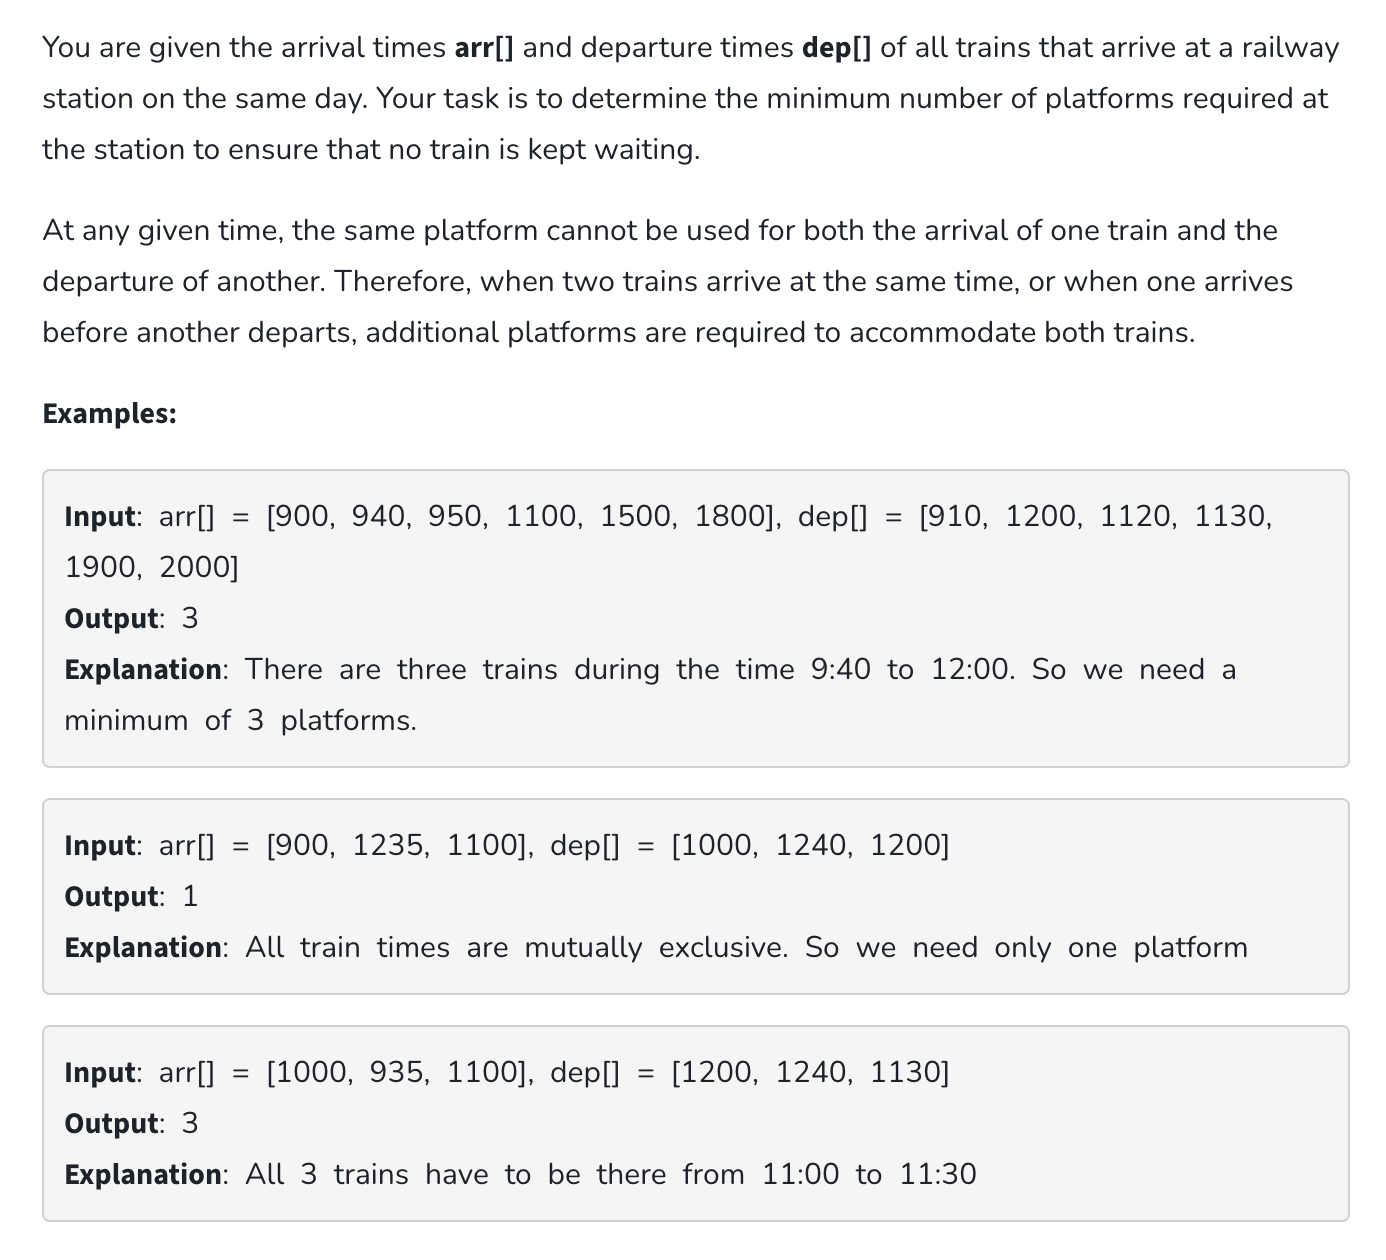 You are given the arrival times arr[] and departure times dep[] of all trains that arrive at a railway
station on the same day. Your task is to determine the minimum number of platforms required at
the station to ensure that no train is kept waiting.
At any given time, the same platform cannot be used for both the arrival of one train and the
departure of another. Therefore, when two trains arrive at the same time, or when one arrives
before another departs, additional platforms are required to accommodate both trains.
Examples:
Input: arr[] = [900, 940, 950, 1100, 1500, 1800], dep[] = [910, 1200, 1120, 1130,
1900, 2000]
Output: 3
Explanation: There are three trains during the time 9:40 to 12:00. So we need a
minimum of 3 platforms.
Input: arr[] = [900, 1235, 1100], dep[] = [1000, 1240, 1200]
Output: 1
Explanation: All train times are mutually exclusive. So we need only one platform
Input: arr[] = [1000, 935, 1100], dep[] = [1200, 1240, 1130]
Output: 3
Explanation: All 3 trains have to be there from 11:00 to 11:30